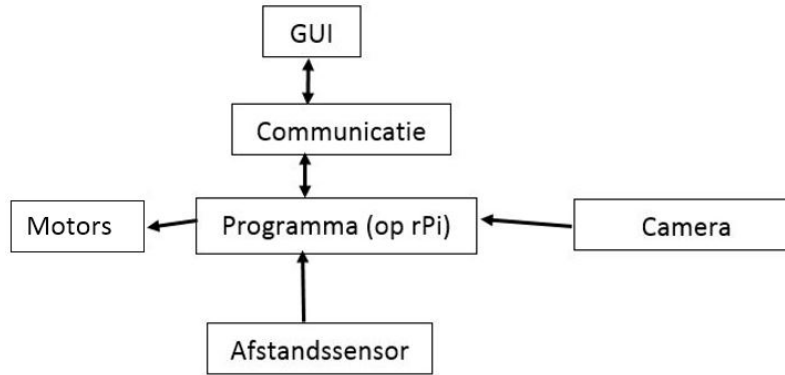 GUI
Communicatie
Motors
Programma (op rPi)
Camera
Afstandssensor